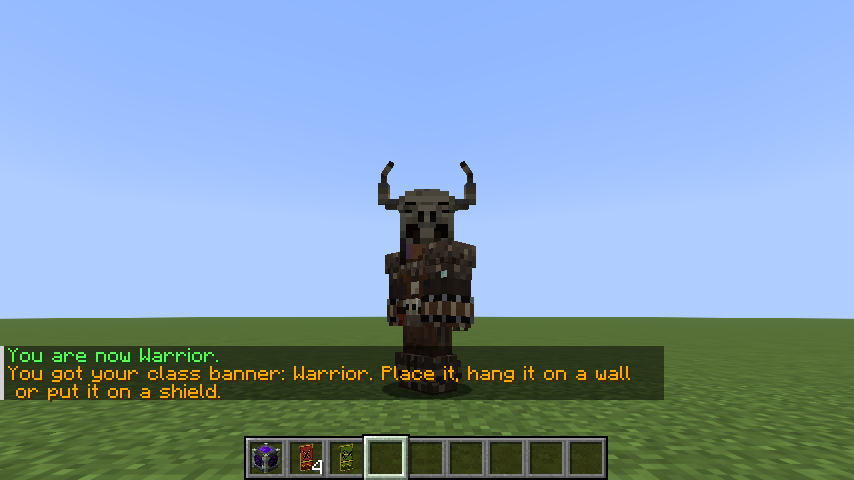 You are now Warrior.
You got your class banner: Warrior. Place it, hang it on a wall
or put it on a shield.
4